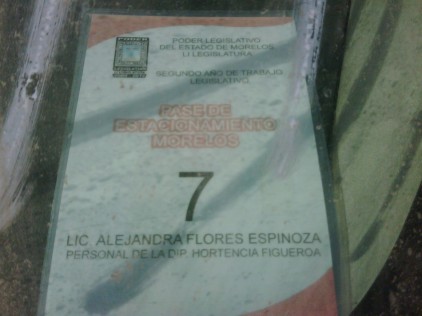 PODER
PODER LEGISLATIVO
DEL ESTADO DE MORELOS
LI LEGISLATURA
SEGUNDO AÑO DE TRABAJO
LEGISLATIVO
PASE DE
ESTACIONAMIENTO
MORELOS
7
LIC. ALEJANDRA FLORES ESPINOZA
PERSONAL DE LA DIP. HORTENCIA FIGUEROA